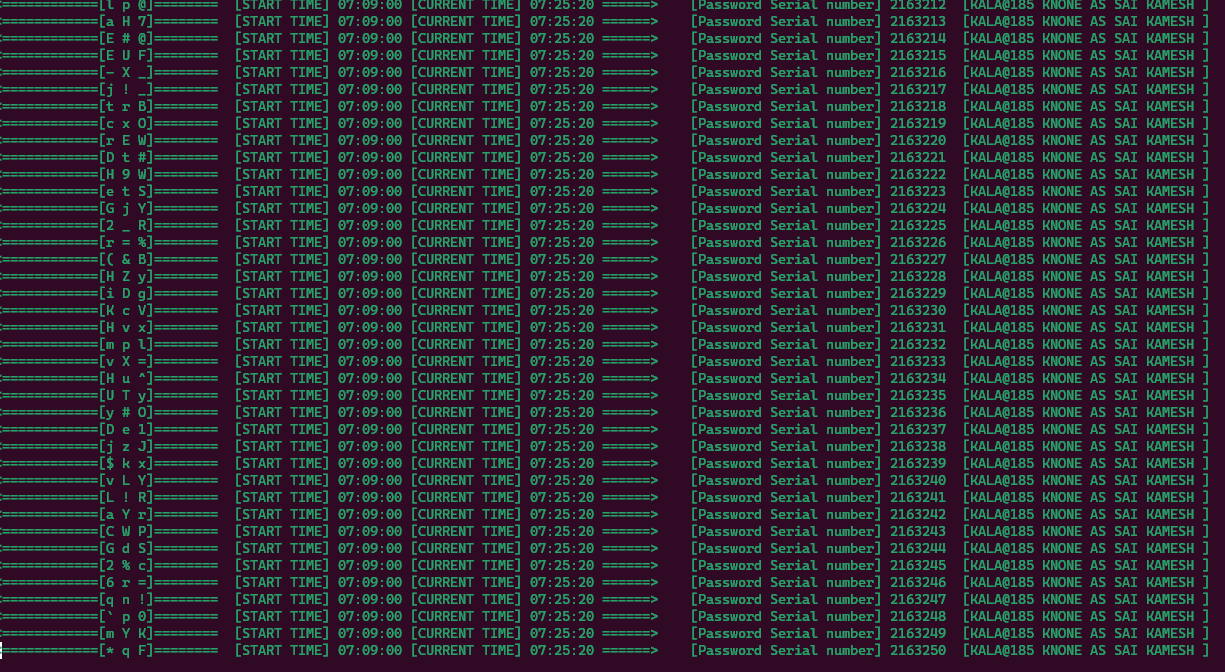 ============[l p @]======== [START TIME] 07:09:00 [CURRENT TIME] 07:25:20 ======> [Password Serial number] 2163212 [KALA@185 KNONE AS SAI KAMESH ]
============[a H 7]======== [START TIME] 07:09:00 [CURRENT TIME] 07:25:20 ======> [Password Serial number] 2163213 [KALA@185 KNONE AS SAI KAMESH ]
============[E # @]======== [START TIME] 07:09:00 [CURRENT TIME] 07:25:20 ======> [Password Serial number] 2163214 [KALA@185 KNONE AS SAI KAMESH ]
============[E U F]======== [START TIME] 07:09:00 [CURRENT TIME] 07:25:20 ======> [Password Serial number] 2163215 [KALA@185 KNONE AS SAI KAMESH ]
============[- X _]======== [START TIME] 07:09:00 [CURRENT TIME] 07:25:20 ======> [Password Serial number] 2163216 [KALA@185 KNONE AS SAI KAMESH ]
============[j ! _]======== [START TIME] 07:09:00 [CURRENT TIME] 07:25:20 ======> [Password Serial number] 2163217 [KALA@185 KNONE AS SAI KAMESH ]
============[t r B]======== [START TIME] 07:09:00 [CURRENT TIME] 07:25:20 ======> [Password Serial number] 2163218 [KALA@185 KNONE AS SAI KAMESH ]
============[c x O]======== [START TIME] 07:09:00 [CURRENT TIME] 07:25:20 ======> [Password Serial number] 2163219 [KALA@185 KNONE AS SAI KAMESH ]
============[r E W]======== [START TIME] 07:09:00 [CURRENT TIME] 07:25:20 ======> [Password Serial number] 2163220 [KALA@185 KNONE AS SAI KAMESH ]
============[D t #]======== [START TIME] 07:09:00 [CURRENT TIME] 07:25:20 ======> [Password Serial number] 2163221 [KALA@185 KNONE AS SAI KAMESH ]
============[H 9 W]======== [START TIME] 07:09:00 [CURRENT TIME] 07:25:20 ======> [Password Serial number] 2163222 [KALA@185 KNONE AS SAI KAMESH ]
============[e t S]======== [START TIME] 07:09:00 [CURRENT TIME] 07:25:20 ======> [Password Serial number] 2163223 [KALA@185 KNONE AS SAI KAMESH ]
============[G j Y]======== [START TIME] 07:09:00 [CURRENT TIME] 07:25:20 ======> [Password Serial number] 2163224 [KALA@185 KNONE AS SAI KAMESH ]
============[2 _ R]======== [START TIME] 07:09:00 [CURRENT TIME] 07:25:20 ======> [Password Serial number] 2163225 [KALA@185 KNONE AS SAI KAMESH ]
============[r = %]======== [START TIME] 07:09:00 [CURRENT TIME] 07:25:20 ======> [Password Serial number] 2163226 [KALA@185 KNONE AS SAI KAMESH ]
============[( & B]======== [START TIME] 07:09:00 [CURRENT TIME] 07:25:20 ======> [Password Serial number] 2163227 [KALA@185 KNONE AS SAI KAMESH ]
============[H Z y]======== [START TIME] 07:09:00 [CURRENT TIME] 07:25:20 ======> [Password Serial number] 2163228 [KALA@185 KNONE AS SAI KAMESH ]
============[i D g]======== [START TIME] 07:09:00 [CURRENT TIME] 07:25:20 ======> [Password Serial number] 2163229 [KALA@185 KNONE AS SAI KAMESH ]
============[K c V]======== [START TIME] 07:09:00 [CURRENT TIME] 07:25:20 ======> [Password Serial number] 2163230 [KALA@185 KNONE AS SAI KAMESH ]
============[H v x]======== [START TIME] 07:09:00 [CURRENT TIME] 07:25:20 ======> [Password Serial number] 2163231 [KALA@185 KNONE AS SAI KAMESH ]
============[m p l]======== [START TIME] 07:09:00 [CURRENT TIME] 07:25:20 ======> [Password Serial number] 2163232 [KALA@185 KNONE AS SAI KAMESH ]
============[v X =]======== [START TIME] 07:09:00 [CURRENT TIME] 07:25:20 ======> [Password Serial number] 2163233 [KALA@185 KNONE AS SAI KAMESH ]
============[H u ^]======== [START TIME] 07:09:00 [CURRENT TIME] 07:25:20 ======> [Password Serial number] 2163234 [KALA@185 KNONE AS SAI KAMESH ]
============[U T y]======== [START TIME] 07:09:00 [CURRENT TIME] 07:25:20 ======> [Password Serial number] 2163235 [KALA@185 KNONE AS SAI KAMESH ]
============[y # O]======== [START TIME] 07:09:00 [CURRENT TIME] 07:25:20 ======> [Password Serial number] 2163236 [KALA@185 KNONE AS SAI KAMESH ]
============[D e 1]======== [START TIME] 07:09:00 [CURRENT TIME] 07:25:20 ======> [Password Serial number] 2163237 [KALA@185 KNONE AS SAI KAMESH ]
============[j z J]======== [START TIME] 07:09:00 [CURRENT TIME] 07:25:20 ======> [Password Serial number] 2163238 [KALA@185 KNONE AS SAI KAMESH ]
============[$ k x]======== [START TIME] 07:09:00 [CURRENT TIME] 07:25:20 ======> [Password Serial number] 2163239 [KALA@185 KNONE AS SAI KAMESH ]
============[v L Y]======== [START TIME] 07:09:00 [CURRENT TIME] 07:25:20 ======> [Password Serial number] 2163240 [KALA@185 KNONE AS SAI KAMESH ]
============[L ! R]======== [START TIME] 07:09:00 [CURRENT TIME] 07:25:20 ======> [Password Serial number] 2163241 [KALA@185 KNONE AS SAI KAMESH ]
============[a Y r]======== [START TIME] 07:09:00 [CURRENT TIME] 07:25:20 ======> [Password Serial number] 2163242 [KALA@185 KNONE AS SAI KAMESH ]
============[C W P]======== [START TIME] 07:09:00 [CURRENT TIME] 07:25:20 ======> [Password Serial number] 2163243 [KALA@185 KNONE AS SAI KAMESH ]
============[G d S]======== [START TIME] 07:09:00 [CURRENT TIME] 07:25:20 ======> [Password Serial number] 2163244 [KALA@185 KNONE AS SAI KAMESH ]
============[2 % c]======== [START TIME] 07:09:00 [CURRENT TIME] 07:25:20 ======> [Password Serial number] 2163245 [KALA@185 KNONE AS SAI KAMESH ]
============[6 r =]======== [START TIME] 07:09:00 [CURRENT TIME] 07:25:20 ======> [Password Serial number] 2163246 [KALA@185 KNONE AS SAI KAMESH ]
============[q n !]======== [START TIME] 07:09:00 [CURRENT TIME] 07:25:20 ======> [Password Serial number] 2163247 [KALA@185 KNONE AS SAI KAMESH ]
============[` p 0]======== [START TIME] 07:09:00 [CURRENT TIME] 07:25:20 ======> [Password Serial number] 2163248 [KALA@185 KNONE AS SAI KAMESH ]
============[m Y K]======== [START TIME] 07:09:00 [CURRENT TIME] 07:25:20 ======> [Password Serial number] 2163249 [KALA@185 KNONE AS SAI KAMESH ]
============[* q F]======== [START TIME] 07:09:00 [CURRENT TIME] 07:25:20 ======> [Password Serial number] 2163250 [KALA@185 KNONE AS SAI KAMESH ]